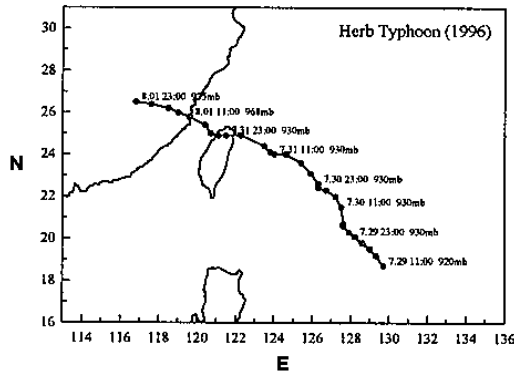 Herb Typhoon (1996)
30
28
26
24
22
20
18
16
N
8.01 23:00 975mb
8.01 11:00 968mb
7.31 23:00 930mb
7.31 11:00 930mb
7.30 23:00 930mb
7.30 11:00 930mb
7.29 23:00 930mb
7.29 11:00 920mb
114 116 118 120 122 124 126 128 130 132 134 136
E